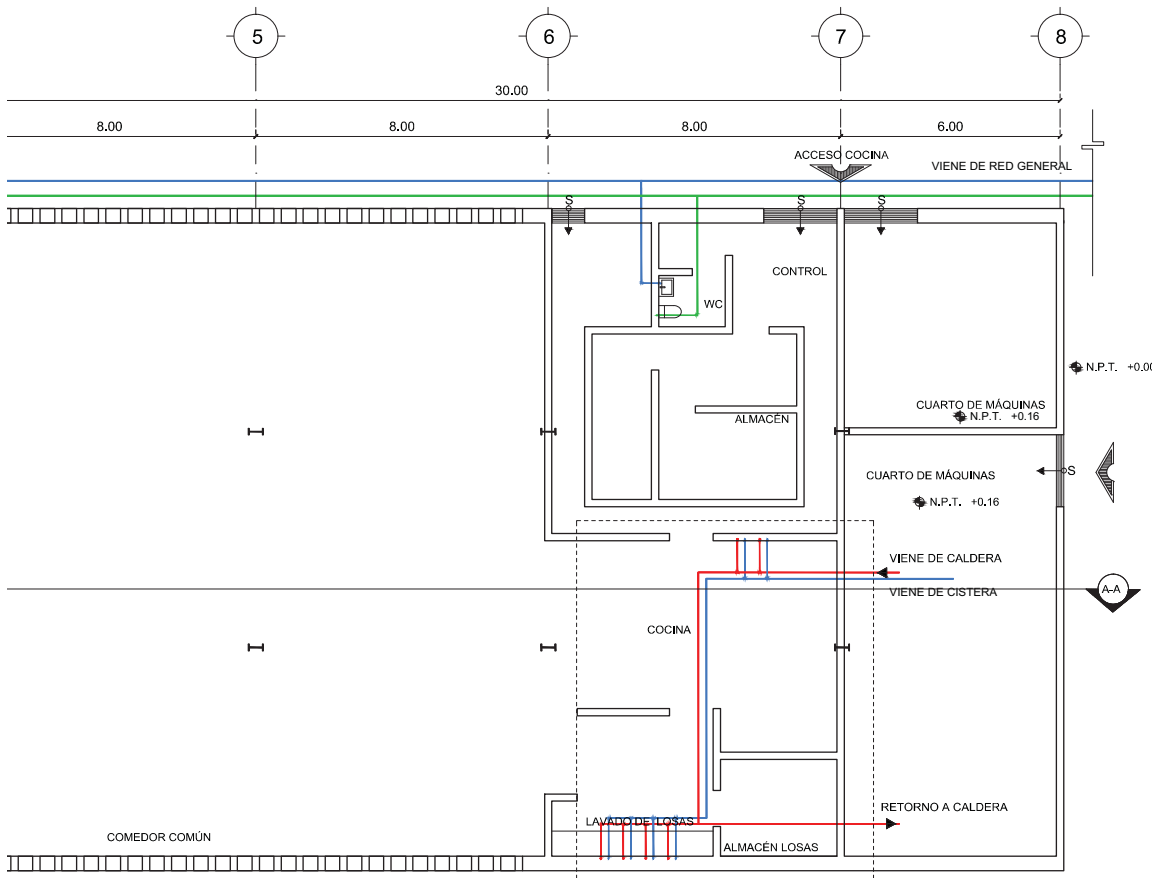 5 6 7 8
30.00
8.00 8.00 8.00 6.00
ACCESO COCINA
VIENE DE RED GENERAL
S S S
CONTROL
WC
N.P.T. +0.00
CUARTO DE MÁQUINAS
N.P.T. +0.16
ALMACÉN
CUARTO DE MÁQUINAS
S
N.P.T. +0.16
VIENE DE CALDERA
VIENE DE CISTERA
A-A
COCINA
RETORNO A CALDERA
LAVADO DE LOSAS
COMEDOR COMÚN
ALMACÉN LOSAS